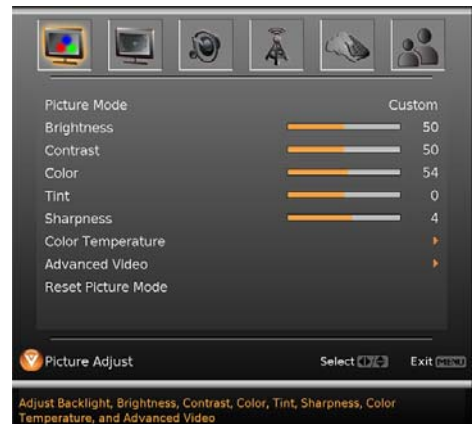 Picture Mode Custom
Brightness 50
Contrast 50
Color 54
Tint 0
Sharpness 4
Color Temperature
Advanced Video
Reset Picture Mode
V Picture Adjust Select Exit MENU
Adjust Backlight, Brightness, Contrast, Color, Tint, Sharpness, Color
Temperature, and Advanced Video